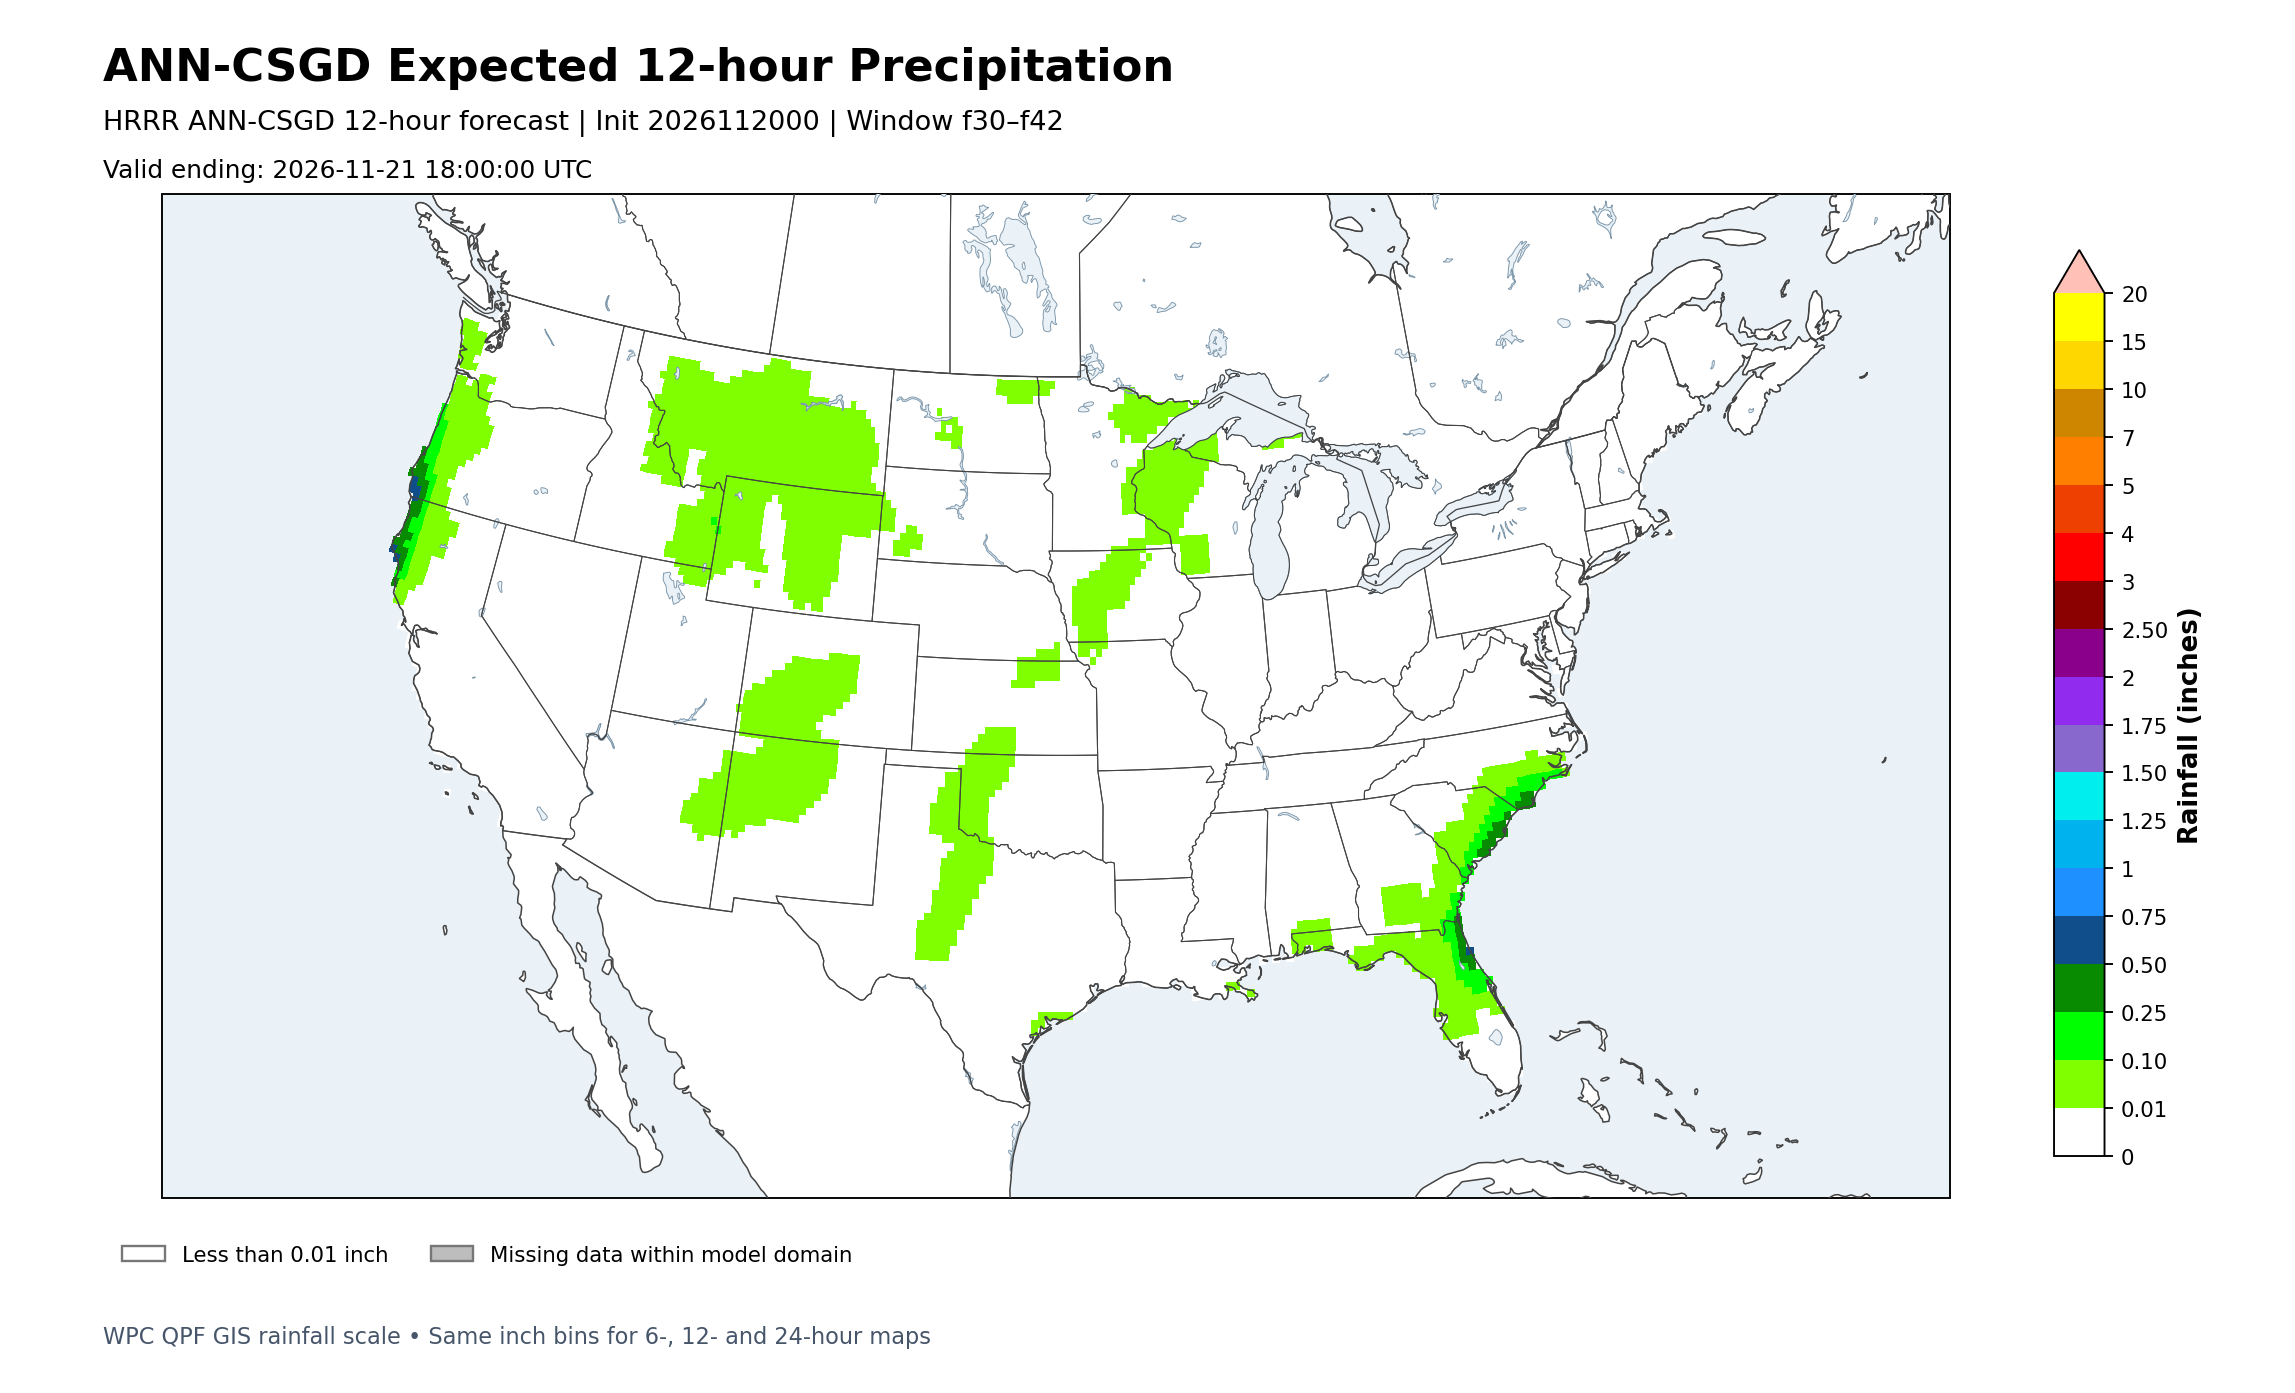 ANN-CSGD Expected 12-hour Precipitation
HRRR ANN-CSGD 12-hour forecast | Init 2026112000 | Window f30–f42
Valid ending: 2026-11-21 18:00:00 UTC
20
15
10
7
5
4
3
2.50
2
1.75
1.50
1.25
1
0.75
0.50
0.25
0.10
0.01
0
Rainfall (inches)
Less than 0.01 inch
Missing data within model domain
WPC QPF GIS rainfall scale • Same inch bins for 6-, 12- and 24-hour maps